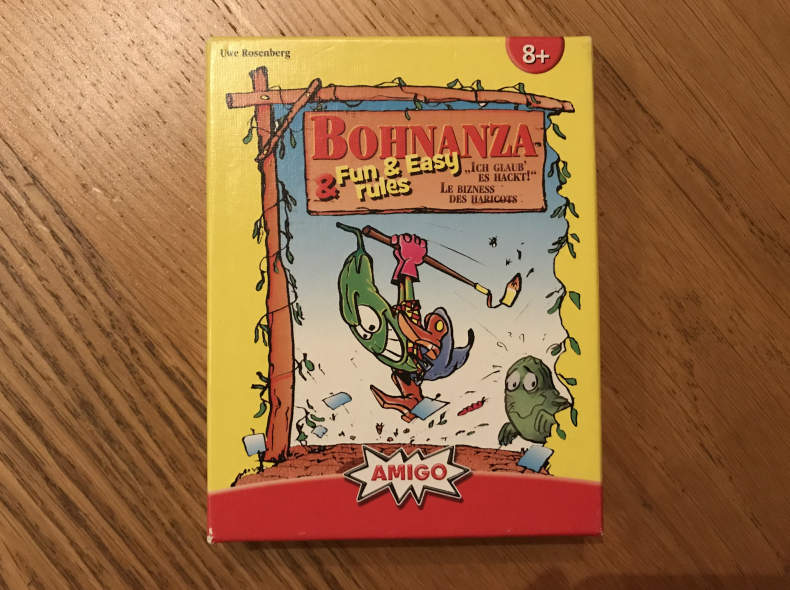 Uwe Rosenberg
8+
BOHNANZA
& Fun & Easy
rules
„ICH GLAUB'
ES HACKT!“
LE BIZNESS
DES HARICOTS
AMIGO